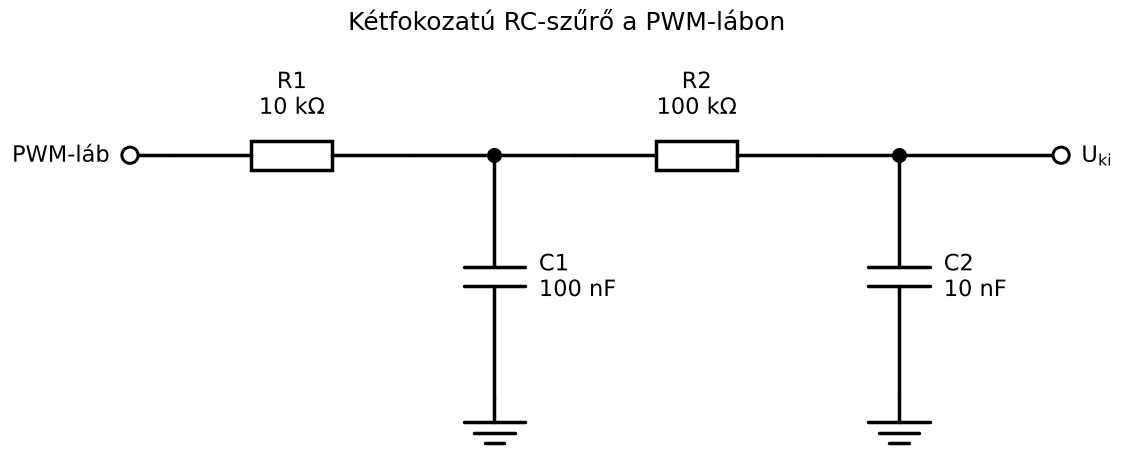 Kétfokozatú RC-szűrő a PWM-lábon
R1
10 kΩ
R2
100 kΩ
PWM-láb
Uki
C1
100 nF
C2
10 nF